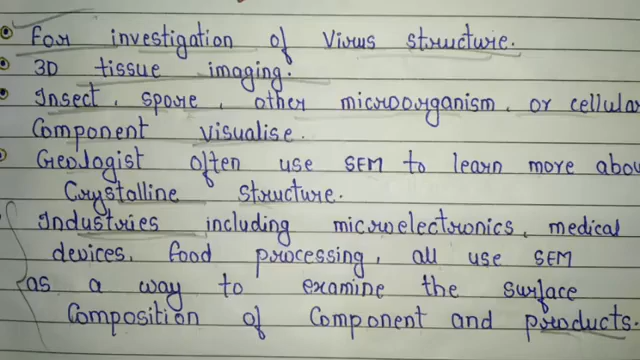 For investigation of Virus structure.
3D tissue imaging.
Insect, spore, other microorganism, or cellular
Component visualise.
Geologist often use SEM to learn more abou
Crystalline structure.
Industries including microelectronics, medical
devices, food processing, all use SEM
as a way to examine the surface
Composition of Component and products.